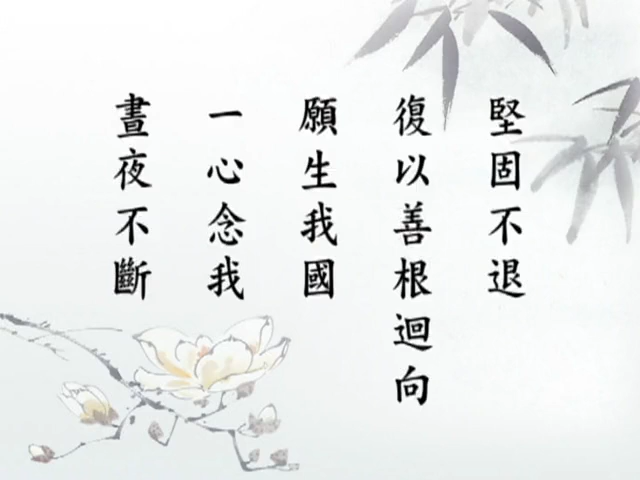 堅固不退
復以善根迴向
願生我國
一心念我
晝夜不斷